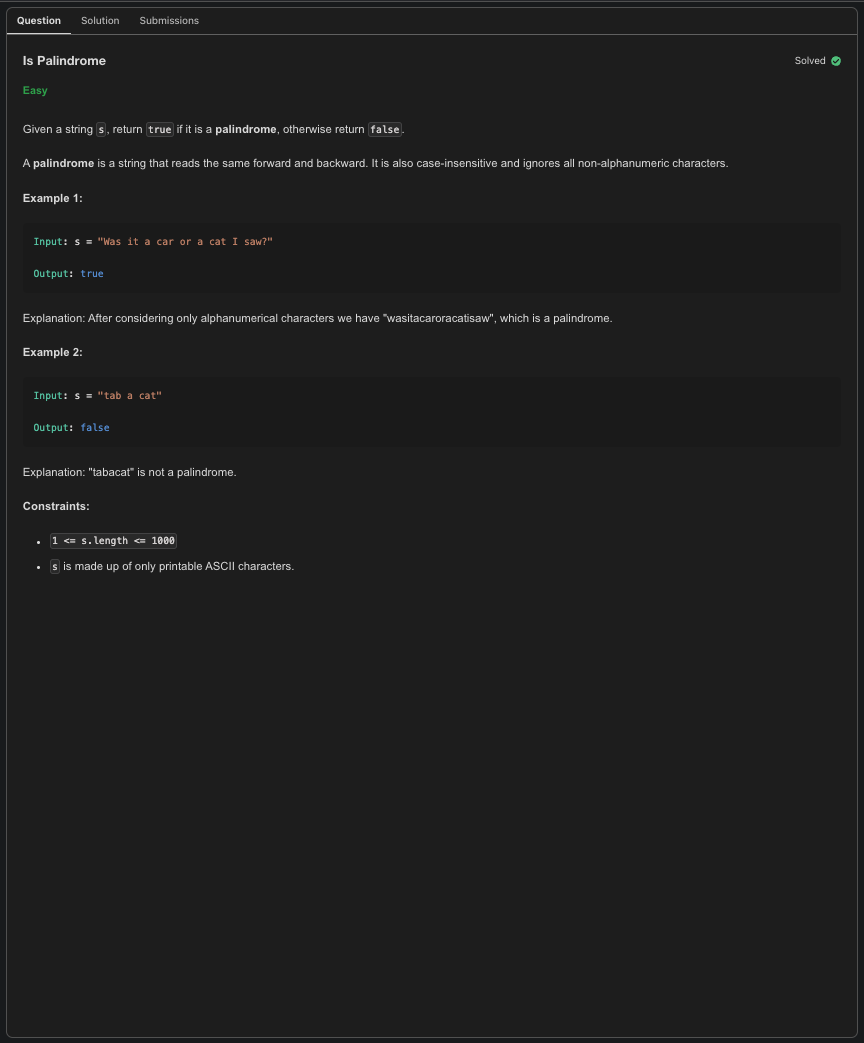 Question Solution Submissions
Is Palindrome Solved
Easy
Given a string s, return true if it is a palindrome, otherwise return false.
A palindrome is a string that reads the same forward and backward. It is also case-insensitive and ignores all non-alphanumeric characters.
Example 1:
Input: s = "Was it a car or a cat I saw?"
Output: true
Explanation: After considering only alphanumerical characters we have "wasitacaroracatisaw", which is a palindrome.
Example 2:
Input: s = "tab a cat"
Output: false
Explanation: "tabacat" is not a palindrome.
Constraints:
• 1 <= s.length <= 1000
• s is made up of only printable ASCII characters.